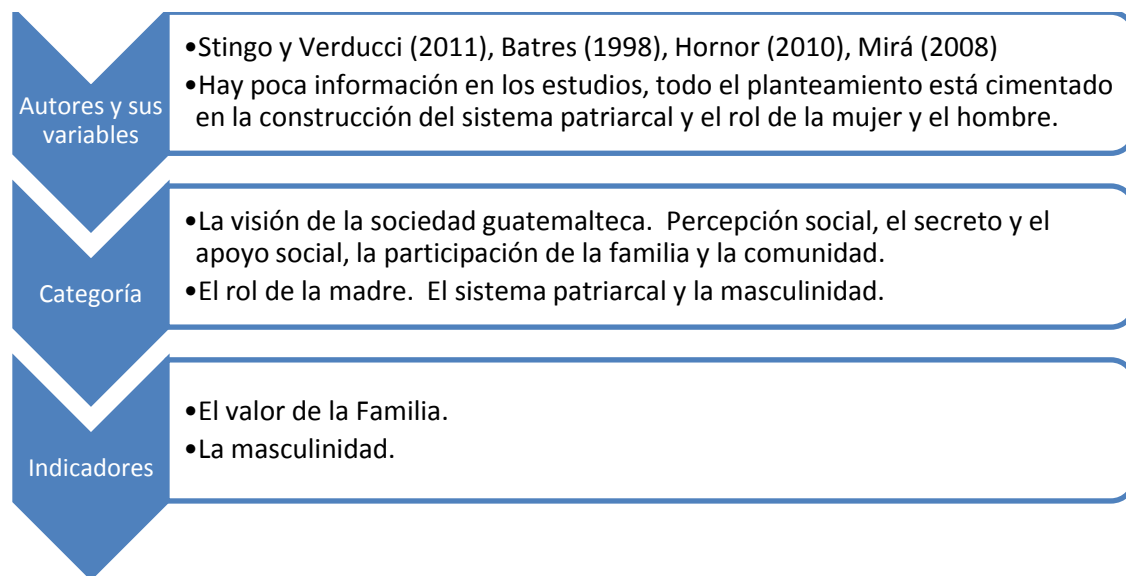 Autores y sus
variables
•Stingo y Verducci (2011), Batres (1998), Hornor (2010), Mirá (2008)
•Hay poca información en los estudios, todo el planteamiento está cimentado
en la construcción del sistema patriarcal y el rol de la mujer y el hombre.
Categoría
•La visión de la sociedad guatemalteca.  Percepción social, el secreto y el
apoyo social, la participación de la familia y la comunidad.
•El rol de la madre.  El sistema patriarcal y la masculinidad.
Indicadores
•El valor de la Familia.
•La masculinidad.